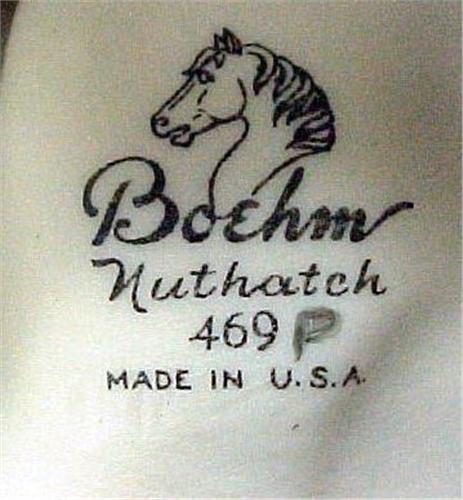 Boehm
Nuthatch
469 P
MADE IN U.S.A.